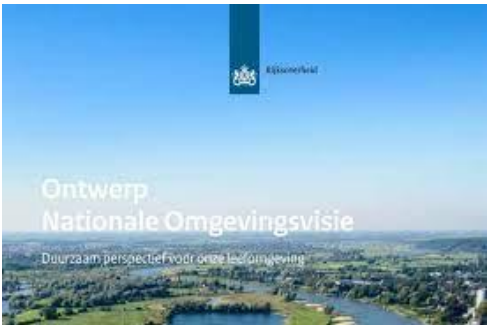 Rijksoverheid
Ontwerp
Nationale Omgevingsvisie
Duurzaam perspectief voor onze leefomgeving